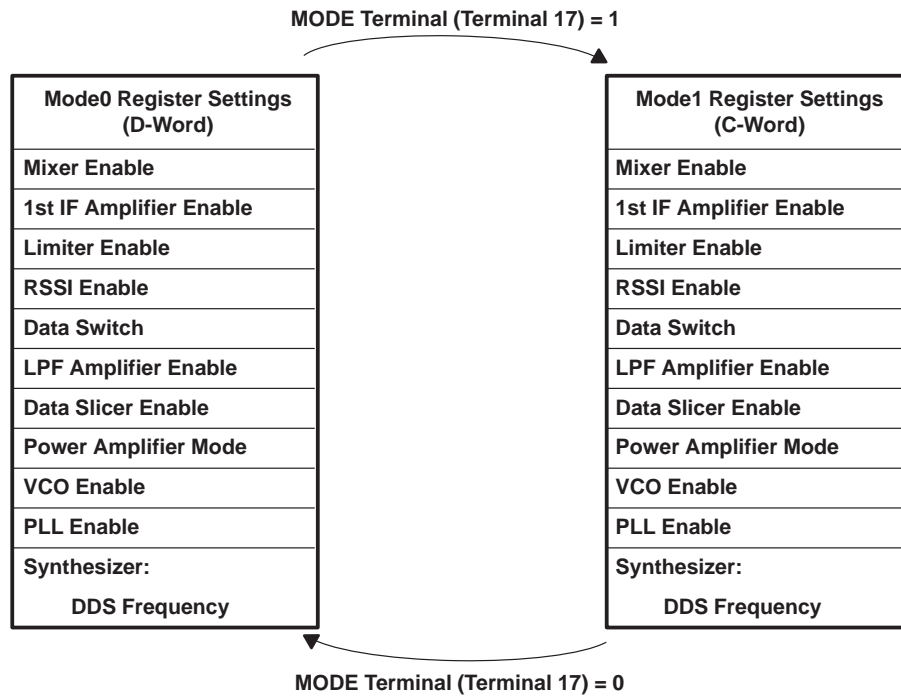 MODE Terminal (Terminal 17) = 1
Mode0 Register Settings
(D-Word)
Mixer Enable
1st IF Amplifier Enable
Limiter Enable
RSSI Enable
Data Switch
LPF Amplifier Enable
Data Slicer Enable
Power Amplifier Mode
VCO Enable
PLL Enable
Synthesizer:
DDS Frequency
Mode1 Register Settings
(C-Word)
Mixer Enable
1st IF Amplifier Enable
Limiter Enable
RSSI Enable
Data Switch
LPF Amplifier Enable
Data Slicer Enable
Power Amplifier Mode
VCO Enable
PLL Enable
Synthesizer:
DDS Frequency
MODE Terminal (Terminal 17) = 0